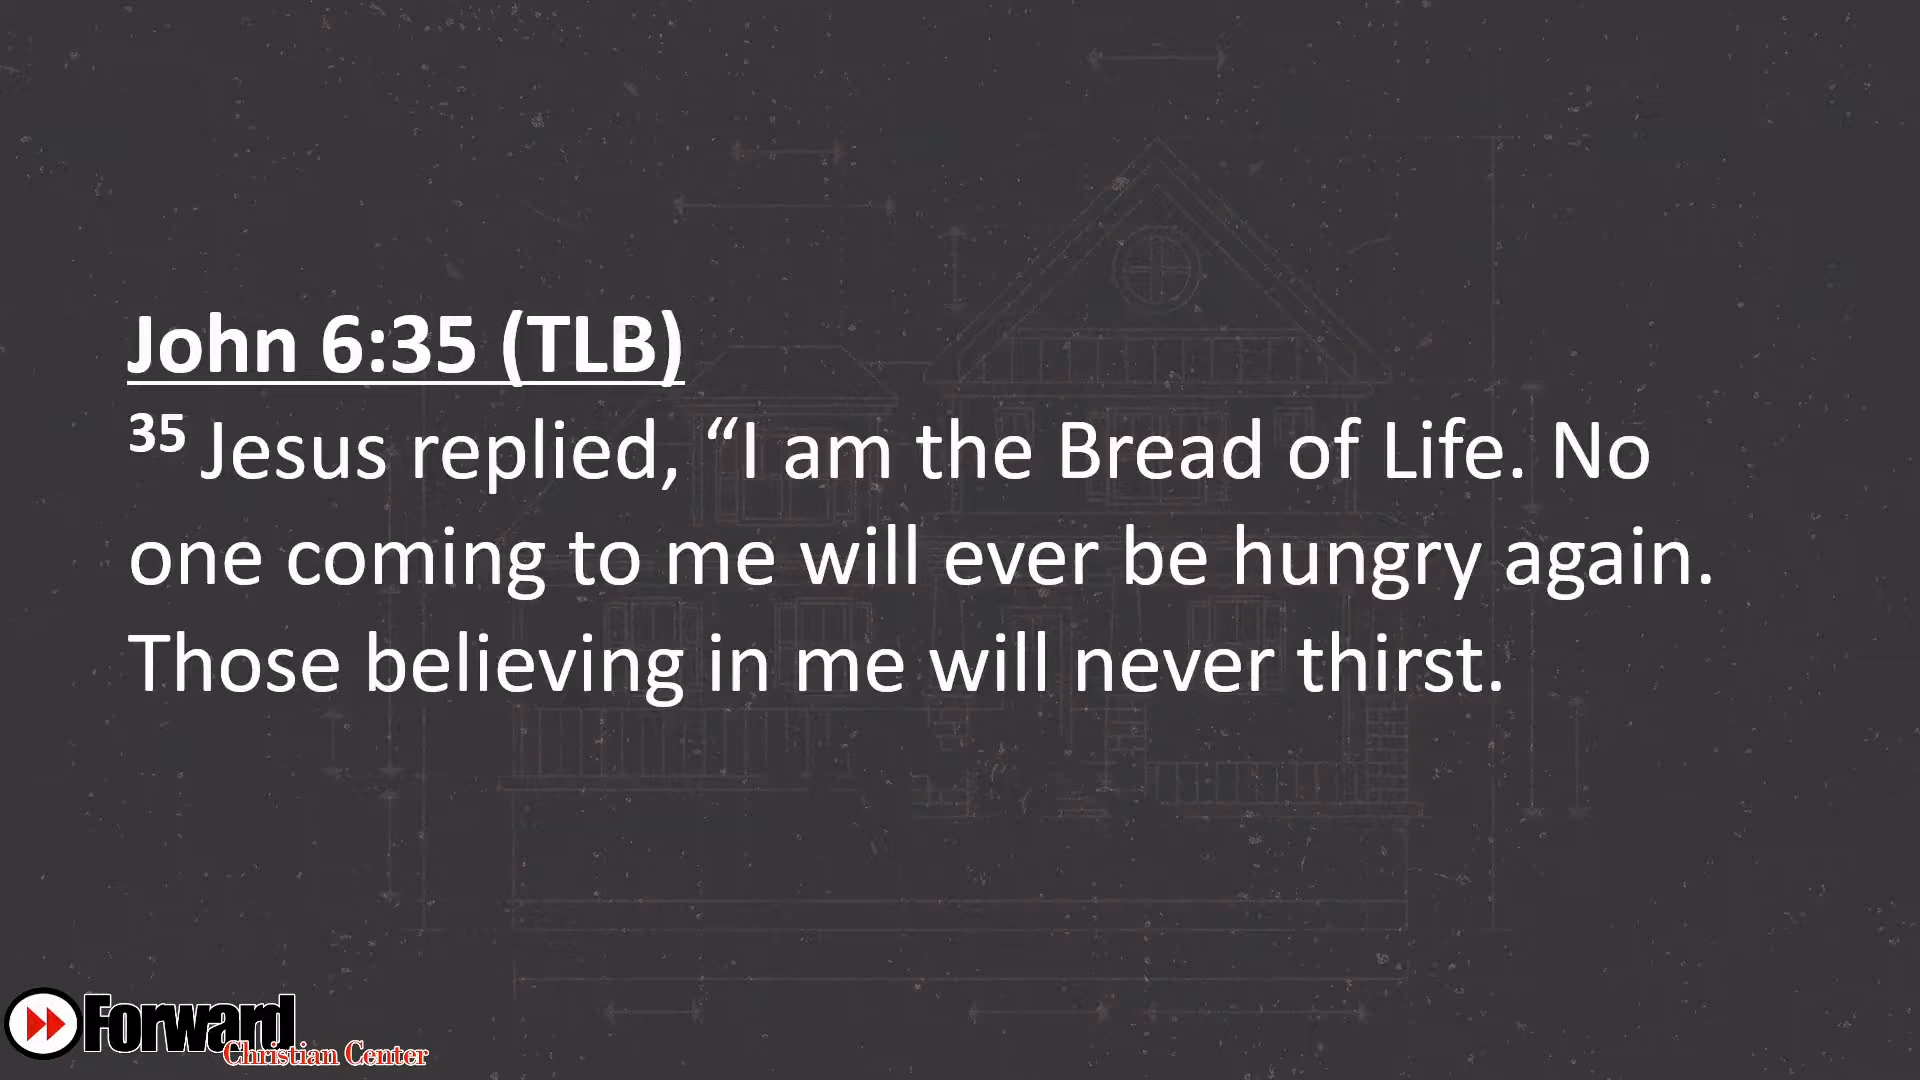 John 6:35 (TLB)
35 Jesus replied, “I am the Bread of Life. No
one coming to me will ever be hungry again.
Those believing in me will never thirst.
Forward
Christian Center